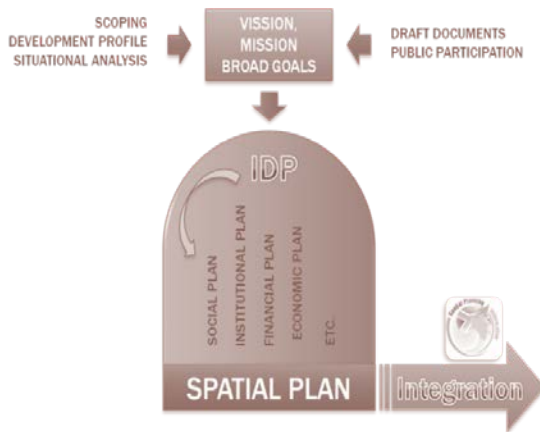 SCOPING
DEVELOPMENT PROFILE
SITUATIONAL ANALYSIS
VISSION,
MISSION
BROAD GOALS
DRAFT DOCUMENTS
PUBLIC PARTICIPATION
IDP
SOCIAL PLAN
INSTITUTIONAL PLAN
FINANCIAL PLAN
ECONOMIC PLAN
ETC.
SPATIAL PLAN
Integration